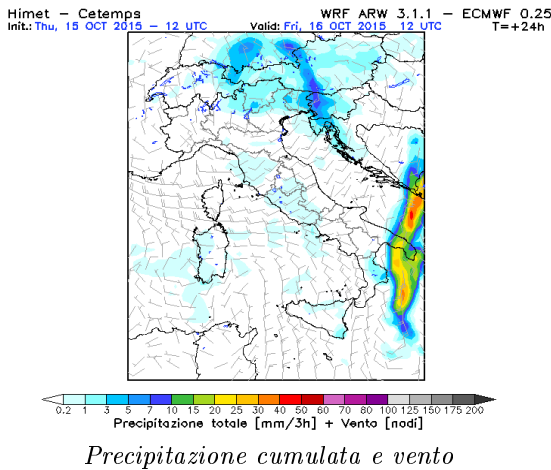 Himet – Cetemps WRF ARW 3.1.1 – ECMWF 0.25
Init.: Thu, 15 OCT 2015 – 12 UTC Valid: Fri, 16 OCT 2015 12 UTC T=+24h
0.2 1 3 5 7 10 15 20 25 30 40 50 60 70 80 100 125 150 175 200
Precipitazione totale [mm/3h] + Vento [nodi]
Precipitazione cumulata e vento